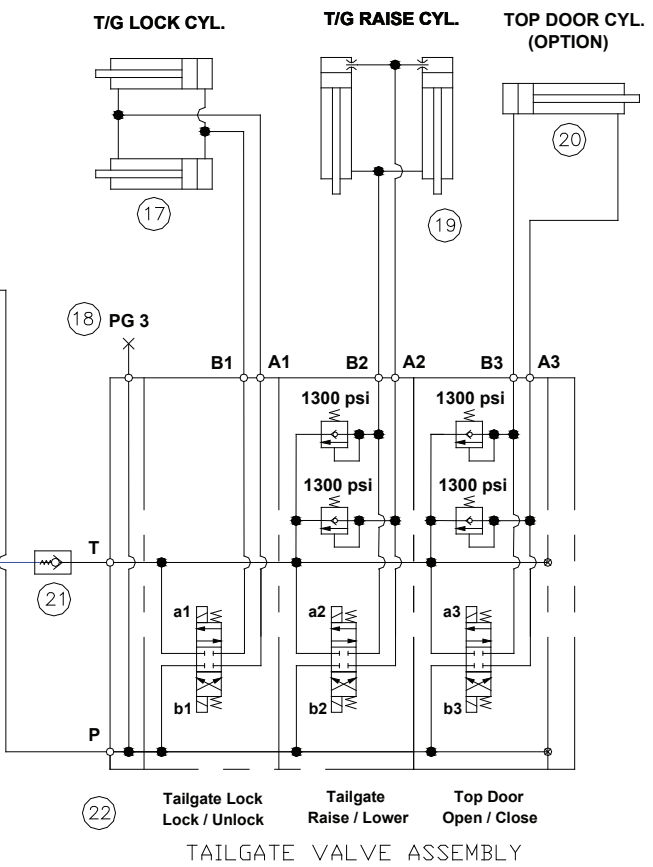 T/G LOCK CYL.
T/G RAISE CYL.
TOP DOOR CYL.
(OPTION)
20
17
19
18 PG 3
B1 A1 B2 A2 B3 A3
1300 psi 1300 psi
1300 psi 1300 psi
T
21
a1 a2 a3
b1 b2 b3
P
22
Tailgate Lock
Lock / Unlock
Tailgate
Raise / Lower
Top Door
Open / Close
TAILGATE VALVE ASSEMBLY